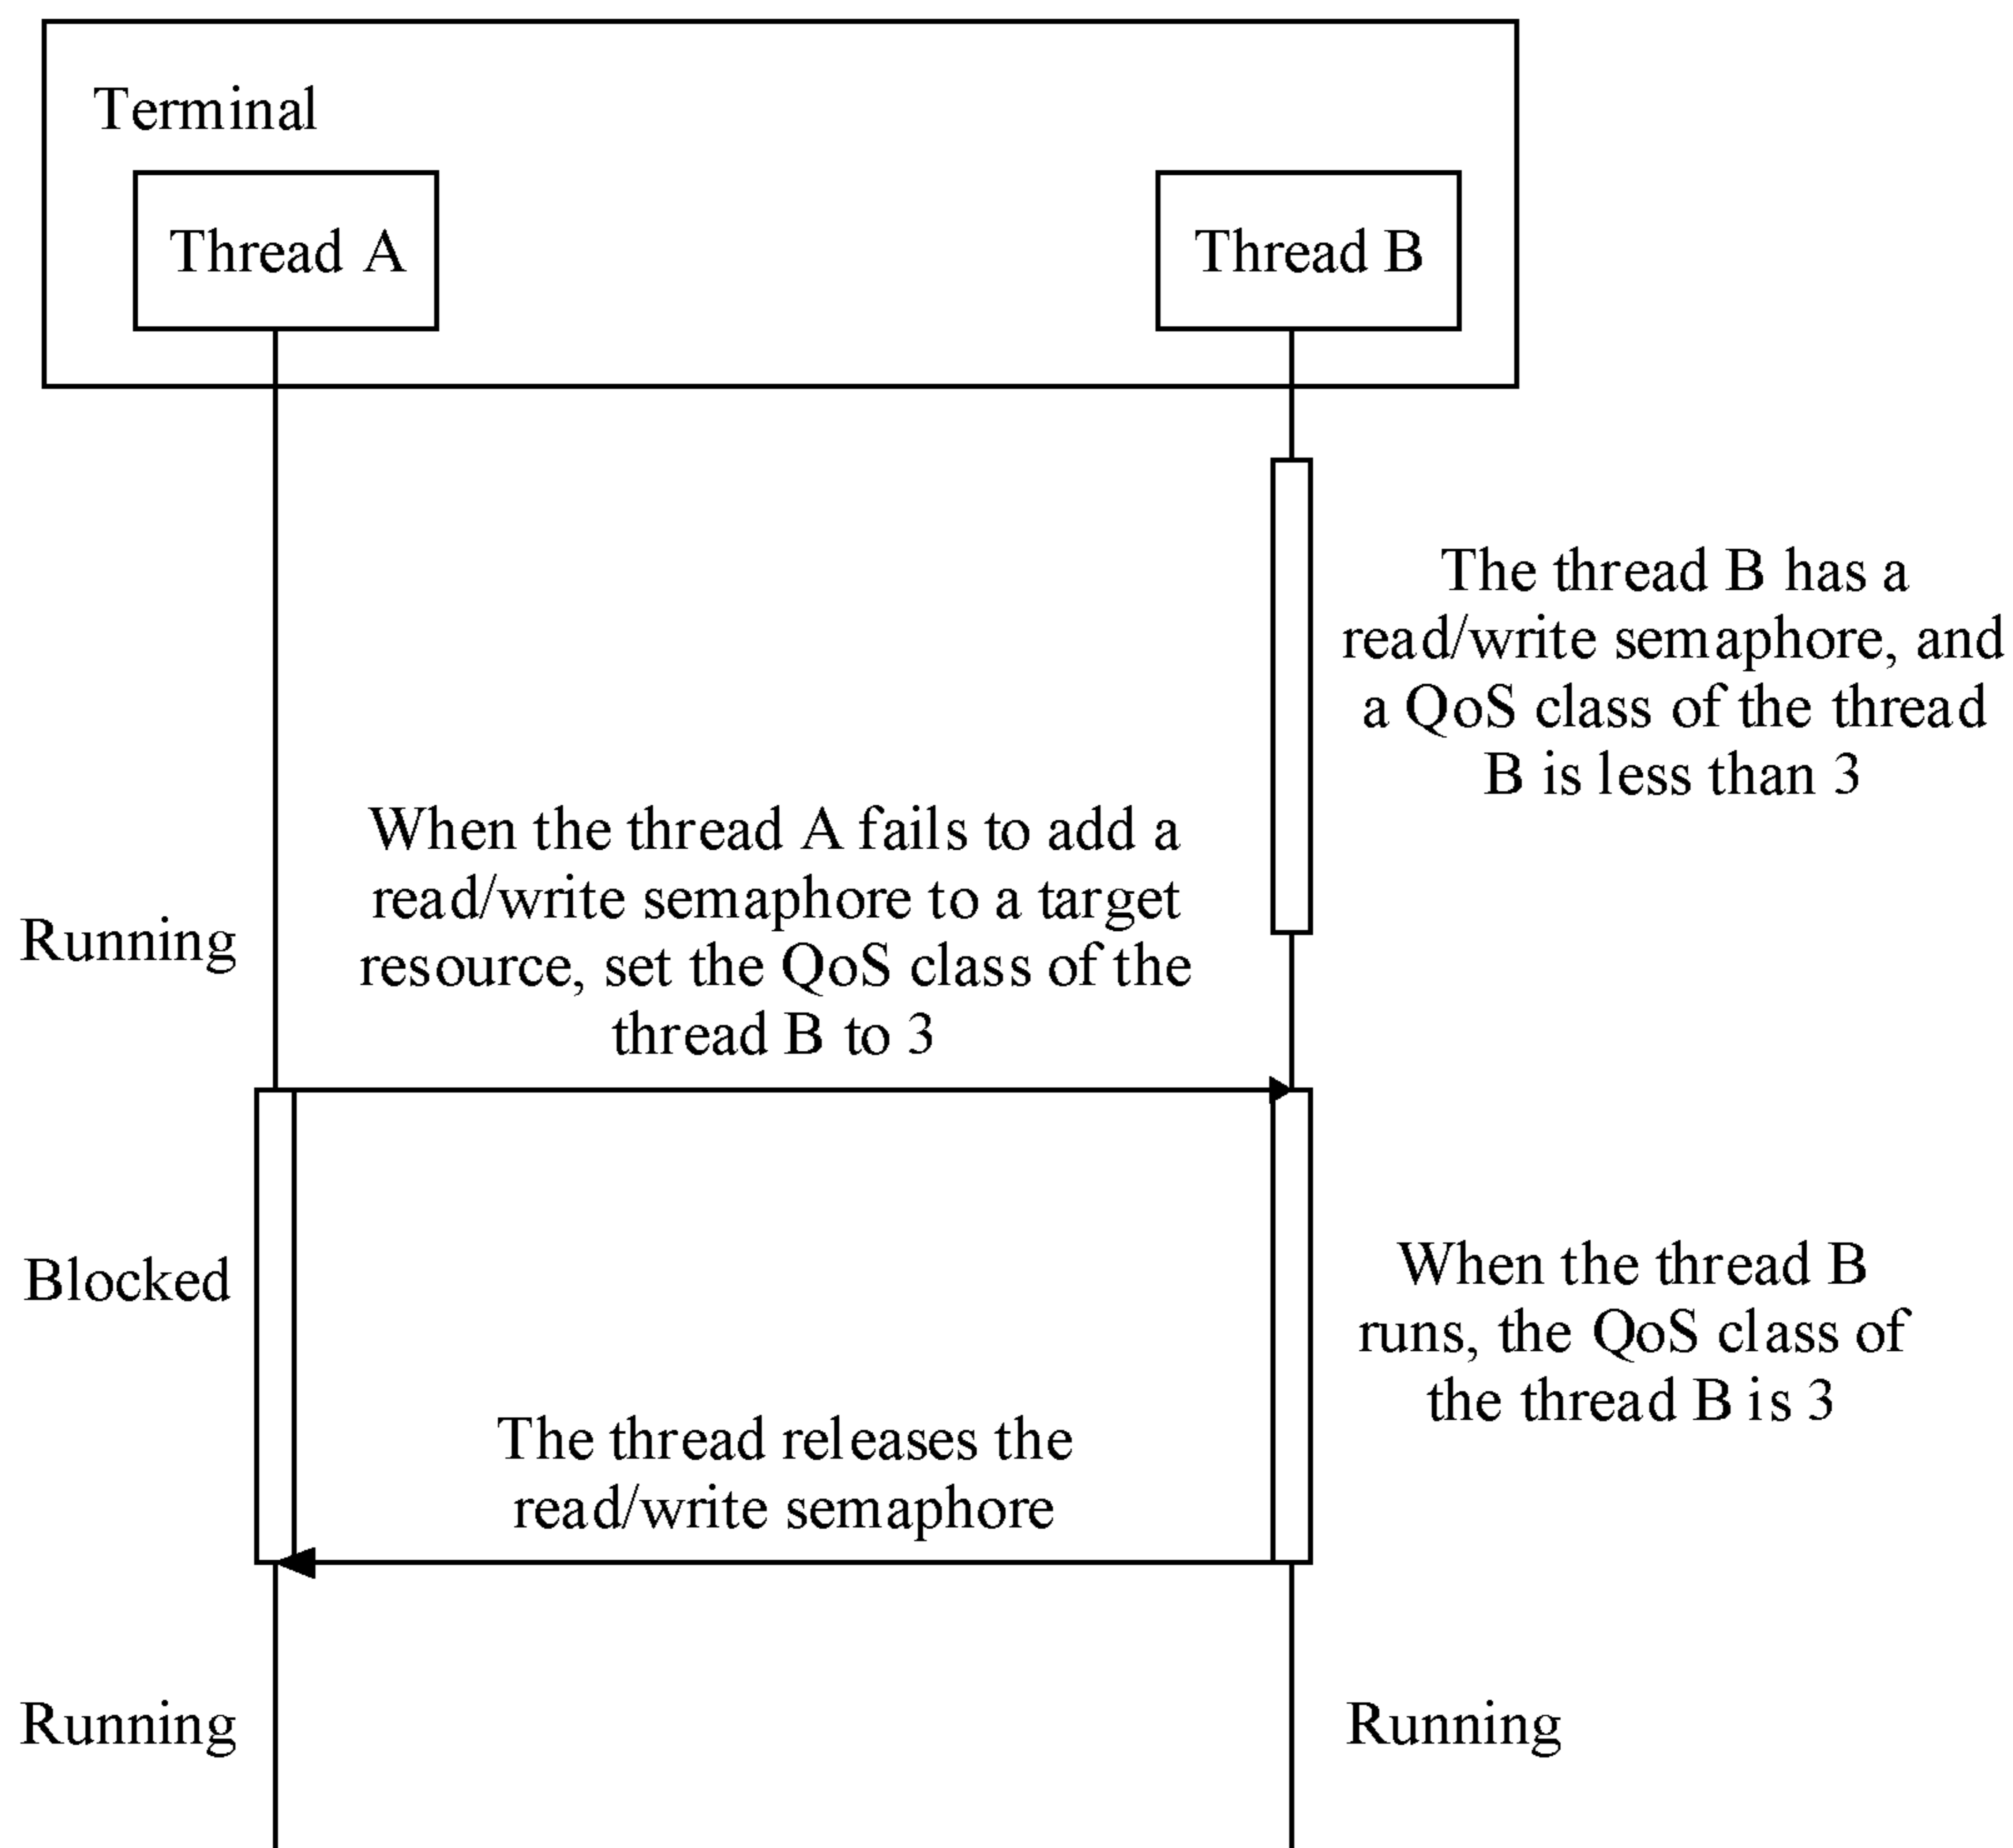 Terminal
Thread A
Thread B
The thread B has a
read/write semaphore, and
a QoS class of the thread
B is less than 3
When the thread A fails to add a
read/write semaphore to a target
resource, set the QoS class of the
thread B to 3
Running
Blocked
When the thread B
runs, the QoS class of
the thread B is 3
The thread releases the
read/write semaphore
Running
Running